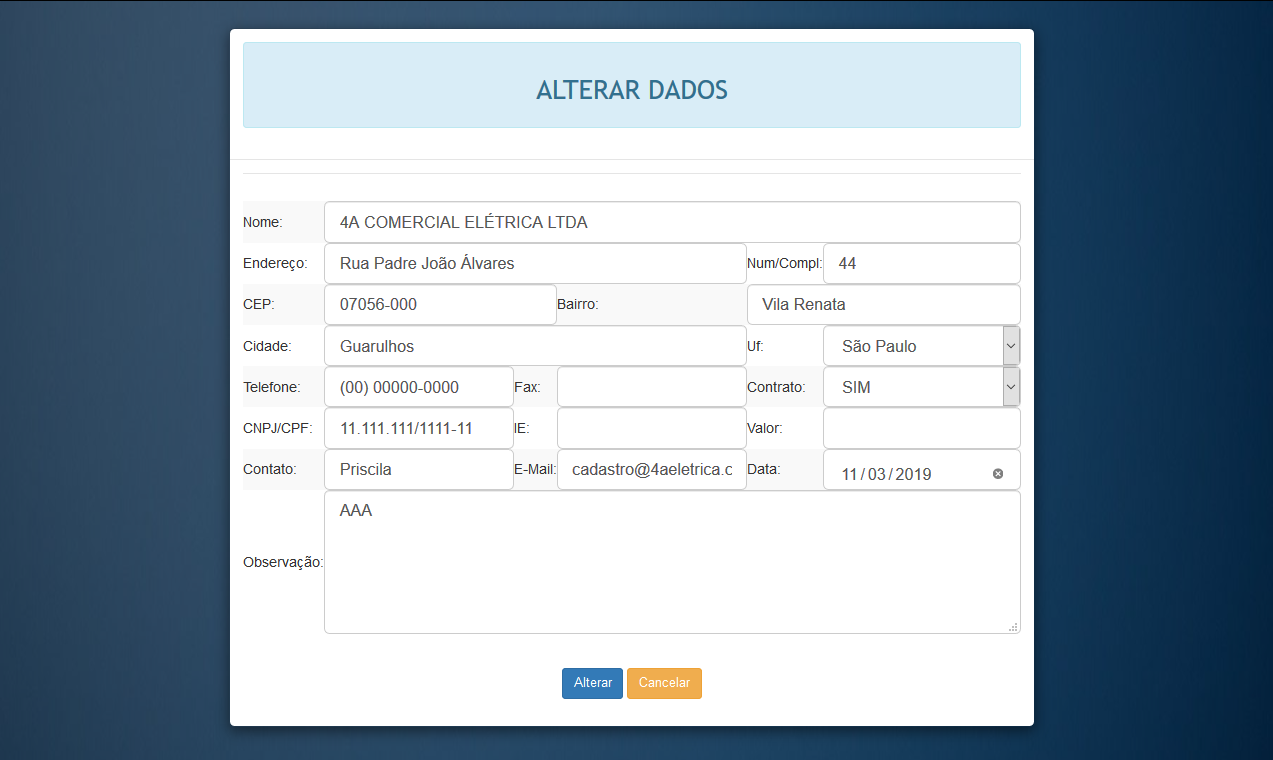 ALTERAR DADOS
Nome: 4A COMERCIAL ELÉTRICA LTDA
Endereço: Rua Padre João Álvares Num/Compl: 44
CEP: 07056-000 Bairro: Vila Renata
Cidade: Guarulhos Uf: São Paulo
Telefone: (00) 00000-0000 Fax: Contrato: SIM
CNPJ/CPF: 11.111.111/1111-11 IE: Valor:
Contato: Priscila E-Mail: cadastro@4aeletrica.c Data: 11/03/2019
AAA
Observação:
Alterar Cancelar